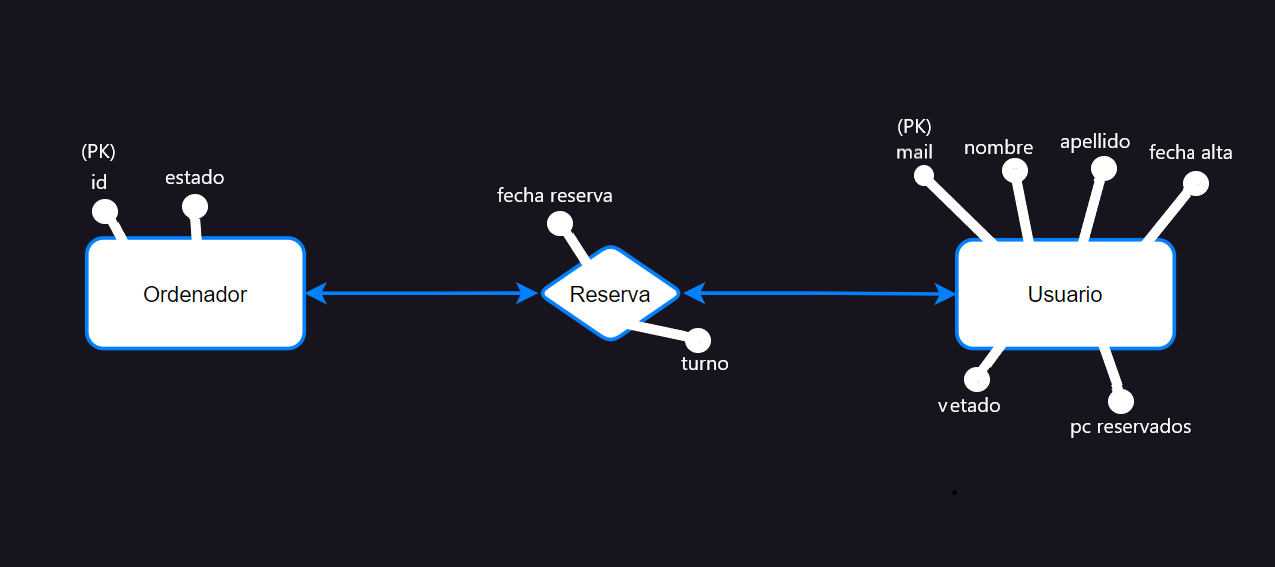 (PK)
id
estado
Ordenador
fecha reserva
Reserva
turno
(PK)
mail
nombre
apellido
fecha alta
Usuario
vetado
pc reservados